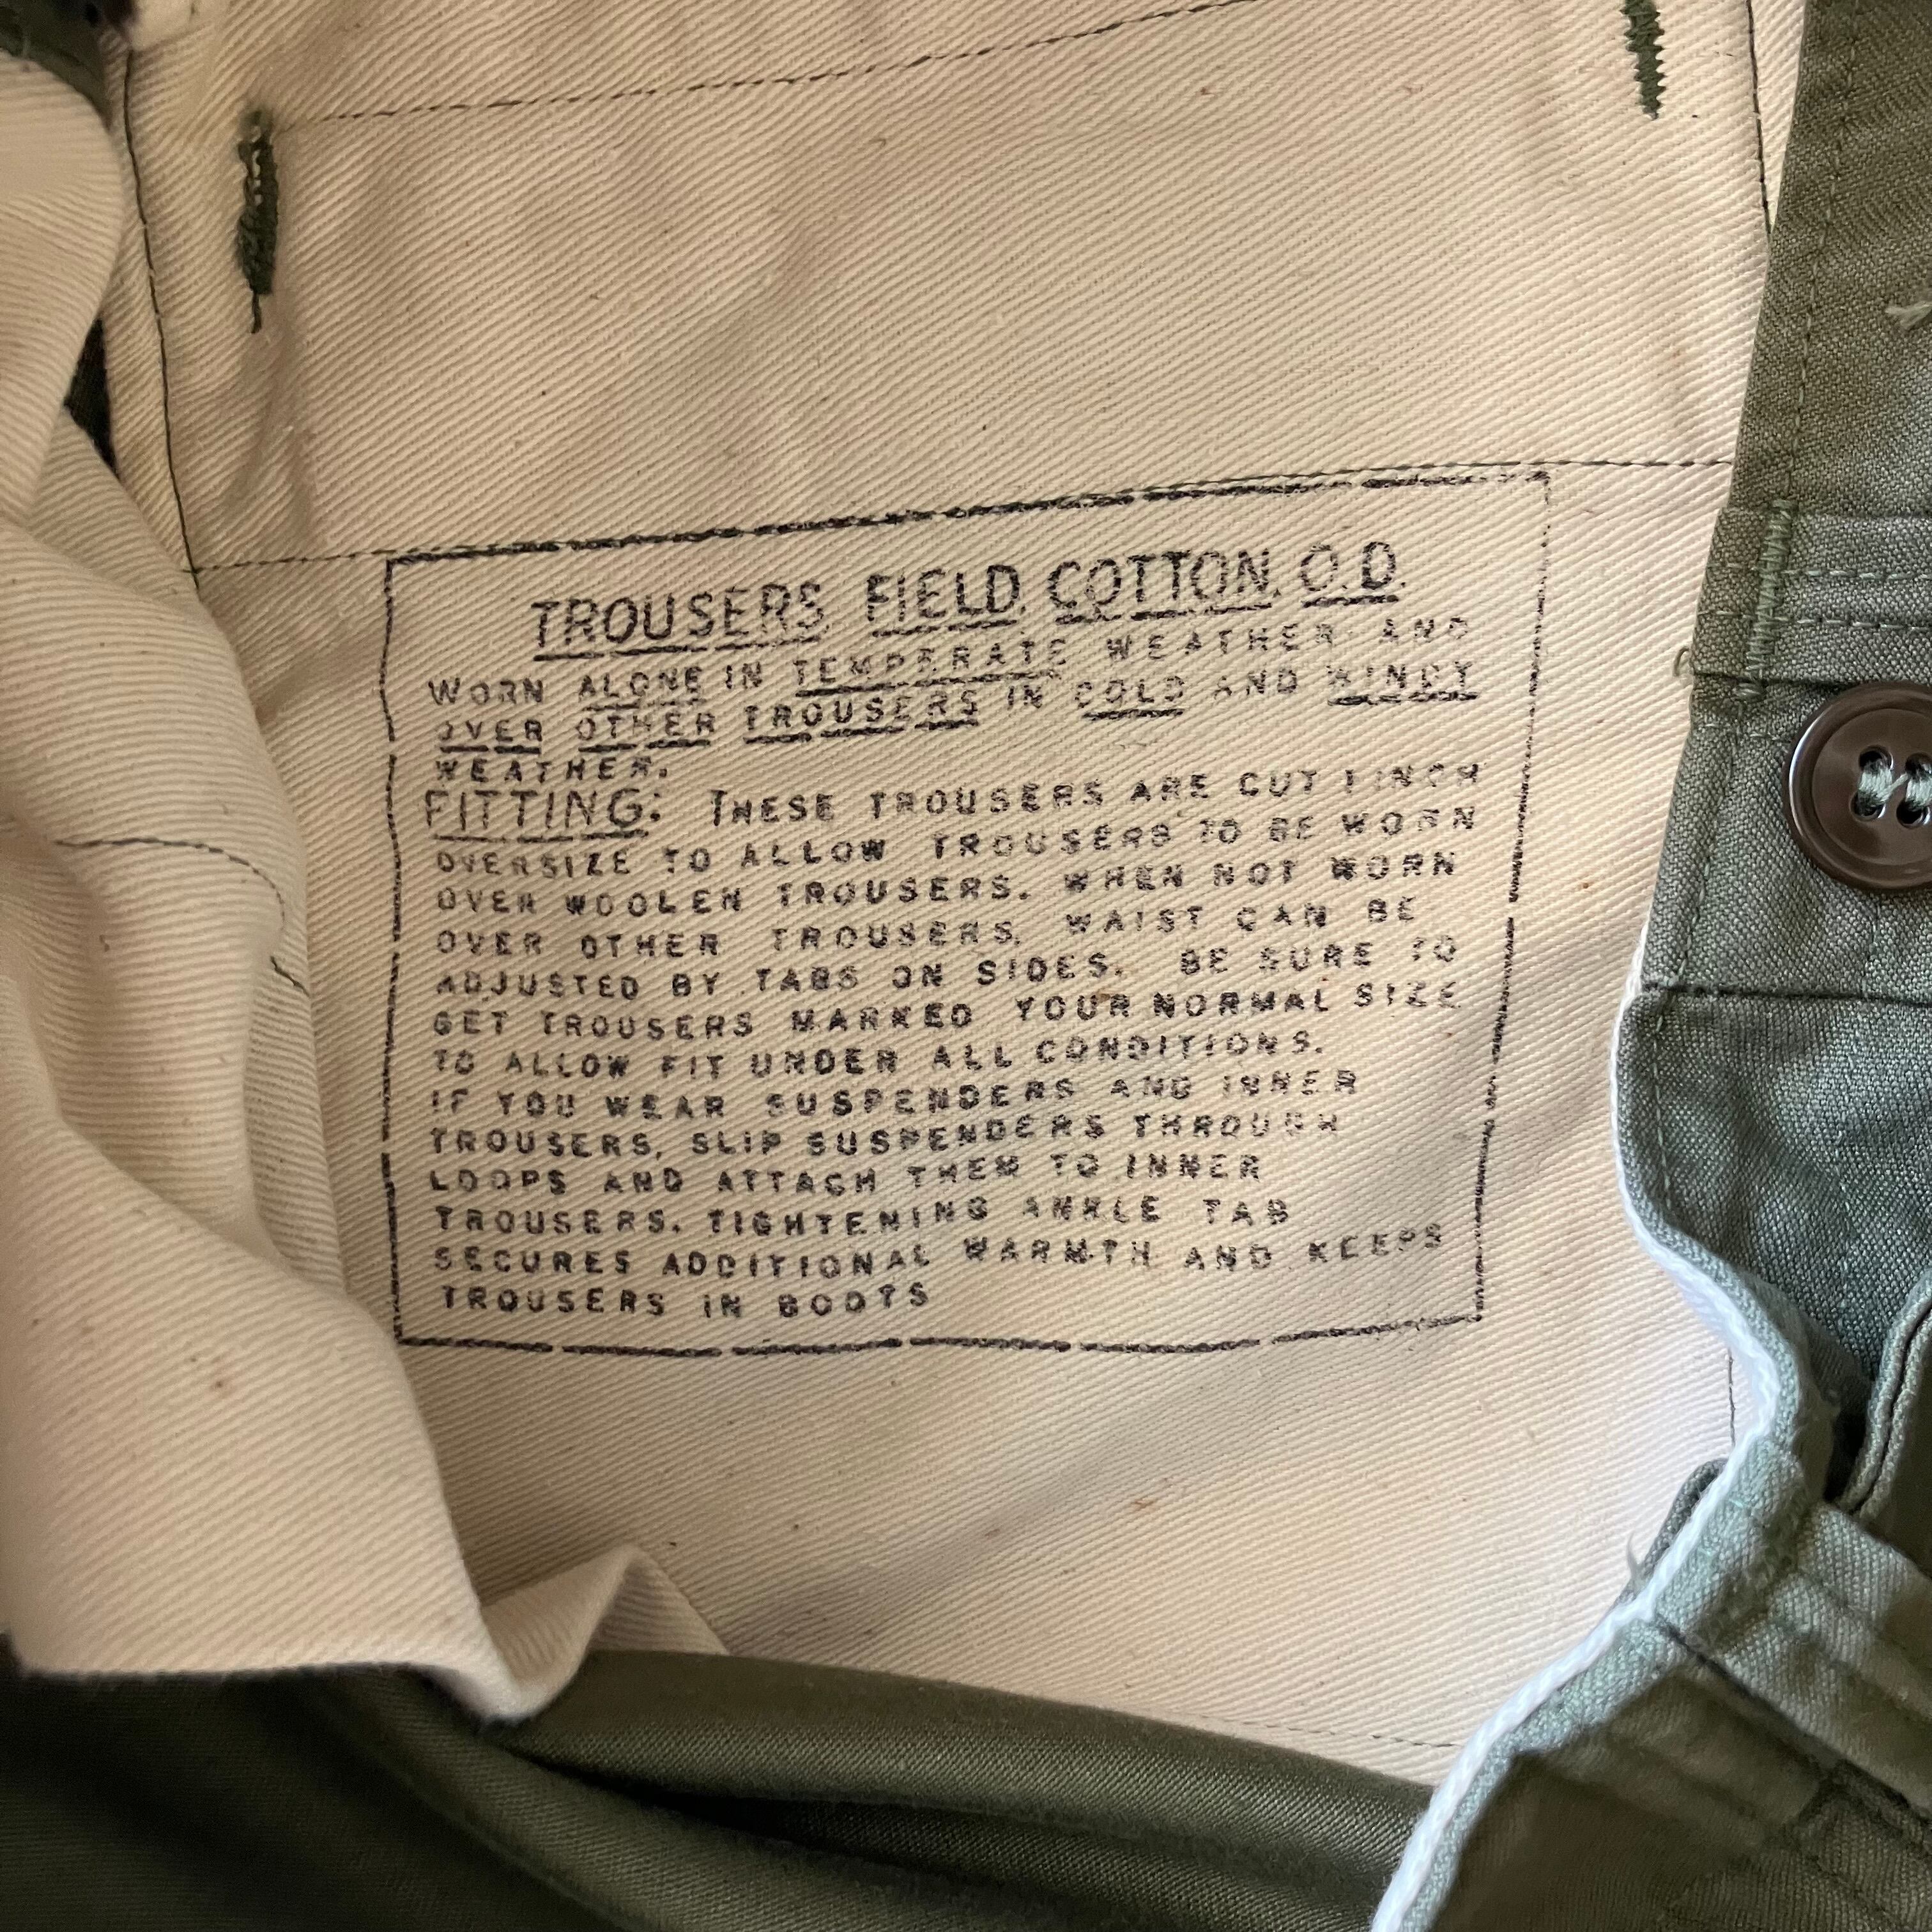 TROUSERS, FIELD, COTTON, O.D.
WORN ALONE IN TEMPERATE WEATHER AND
OVER OTHER TROUSERS IN COLD AND WINDY
WEATHER.
FITTING: THESE TROUSERS ARE CUT 1 INCH
OVERSIZE TO ALLOW TROUSERS TO BE WORN
OVER WOOLEN TROUSERS. WHEN NOT WORN
OVER OTHER TROUSERS, WAIST CAN BE
ADJUSTED BY TABS ON SIDES. BE SURE TO
GET TROUSERS MARKED YOUR NORMAL SIZE
TO ALLOW FIT UNDER ALL CONDITIONS.
IF YOU WEAR SUSPENDERS AND INNER
TROUSERS, SLIP SUSPENDERS THROUGH
LOOPS AND ATTACH THEM TO INNER
TROUSERS. TIGHTENING ANKLE TAB
SECURES ADDITIONAL WARMTH AND KEEPS
TROUSERS IN BOOTS